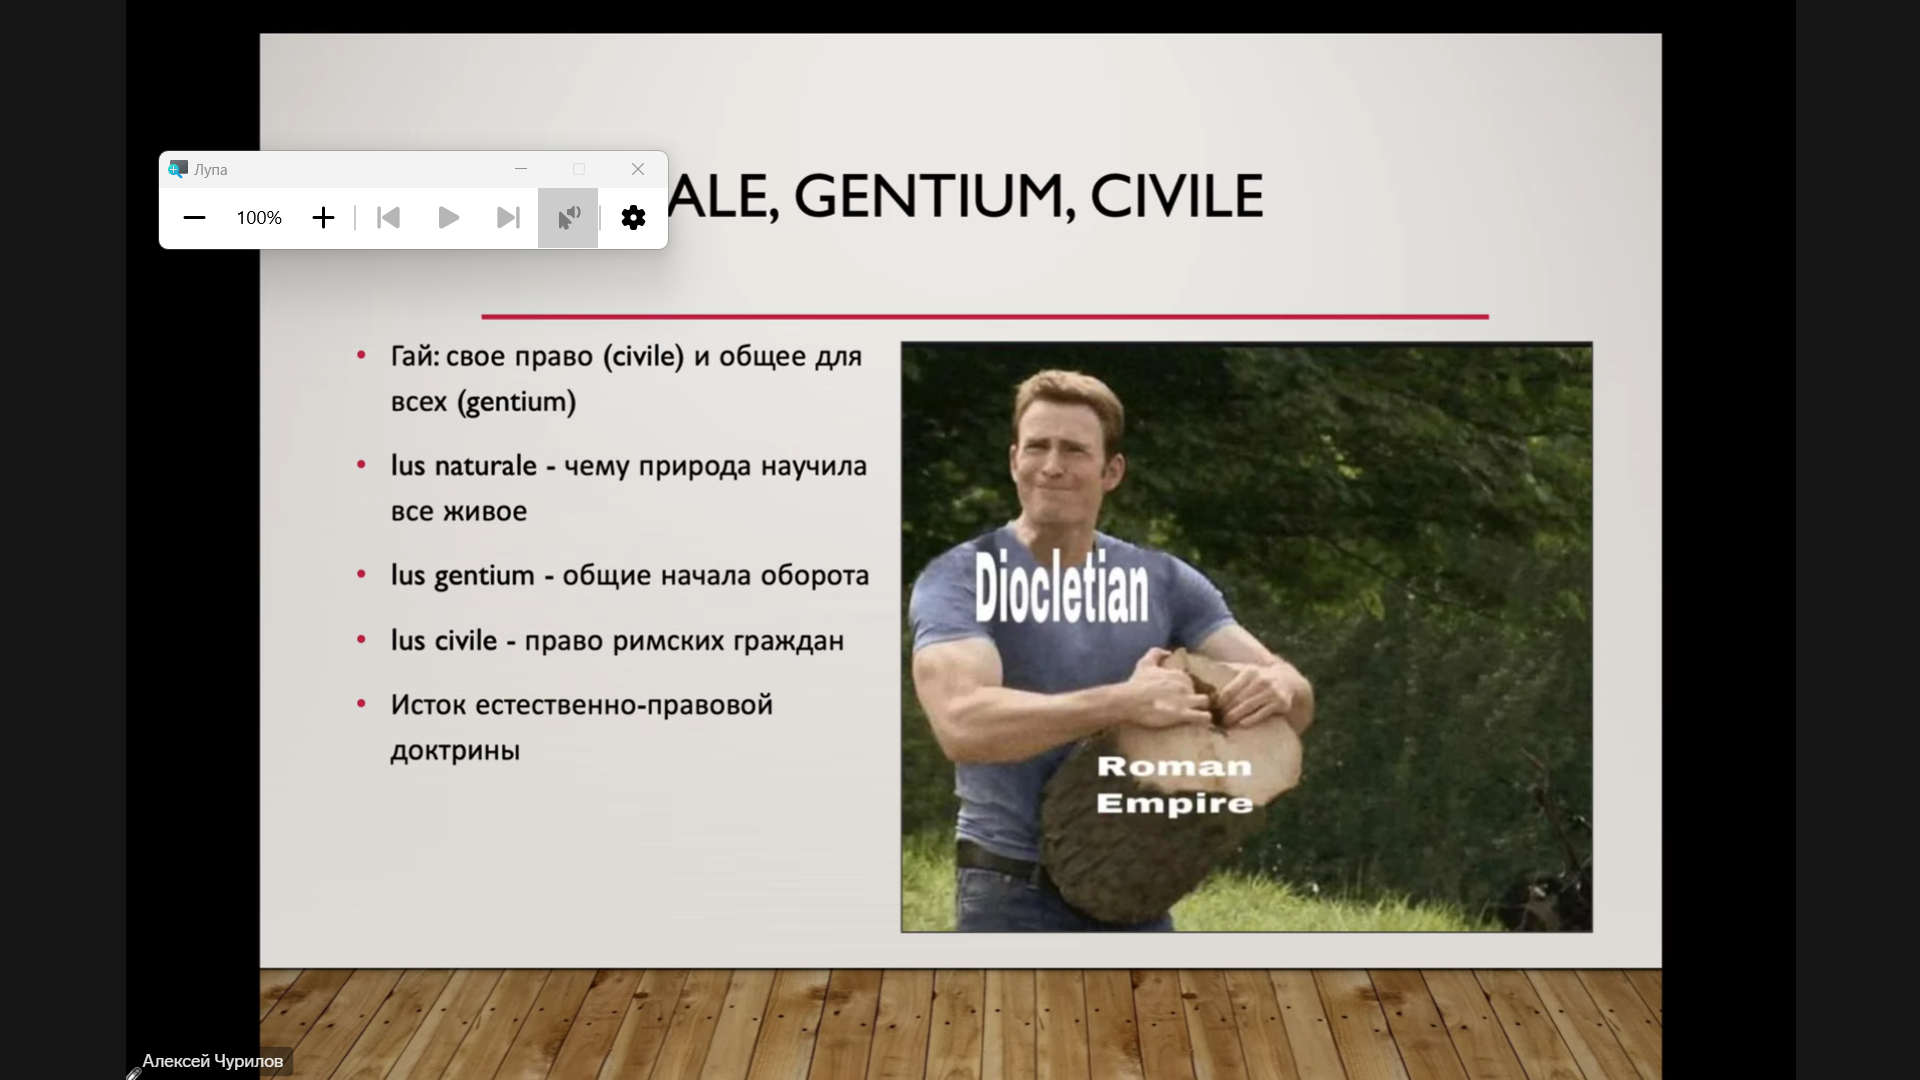 Лупа
100%
ALE, GENTIUM, CIVILE
Гай: свое право (civile) и общее для
всех (gentium)
Ius naturale - чему природа научила
все живое
Ius gentium - общие начала оборота
Ius civile - право римских граждан
Исток естественно-правовой
доктрины
Diocletian
Roman
Empire
Алексей Чурилов